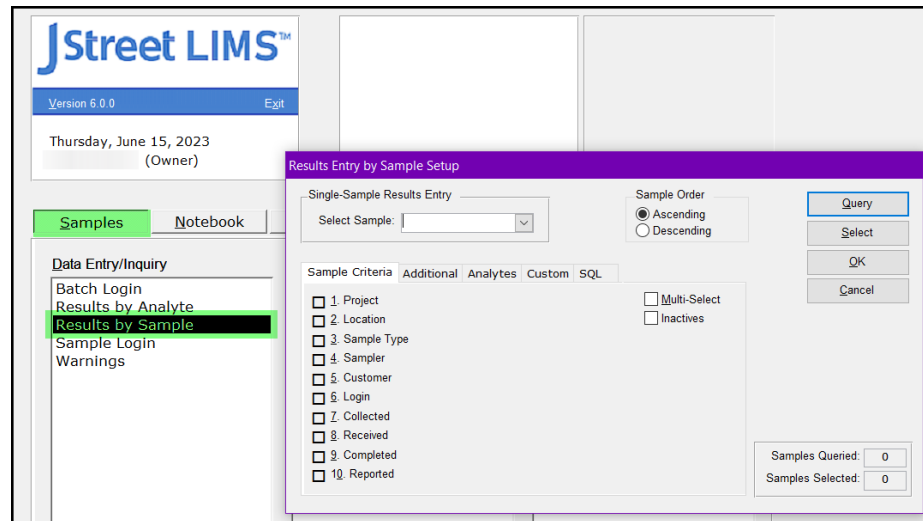 JStreet LIMS™
Version 6.0.0 Exit
Thursday, June 15, 2023
(Owner)
Samples Notebook
Data Entry/Inquiry
Batch Login
Results by Analyte
Results by Sample
Sample Login
Warnings
Results Entry by Sample Setup
Single-Sample Results Entry
Select Sample:
Sample Order
Ascending
Descending
Query
Select
OK
Cancel
Sample Criteria Additional Analytes Custom SQL
1. Project
2. Location
3. Sample Type
4. Sampler
5. Customer
6. Login
7. Collected
8. Received
9. Completed
10. Reported
Multi-Select
Inactives
Samples Queried: 0
Samples Selected: 0